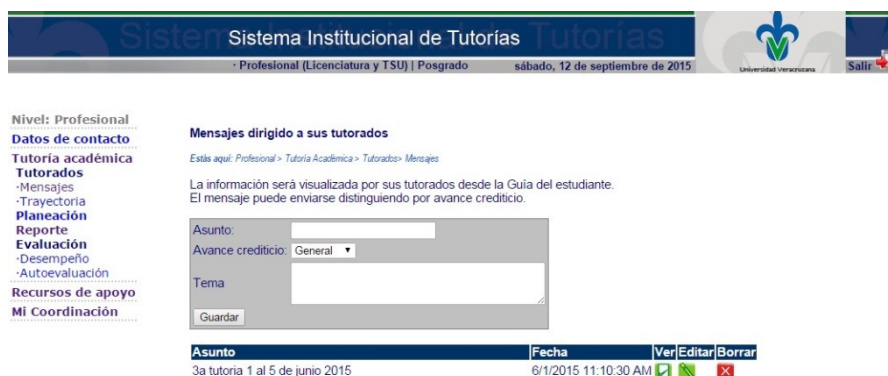 Sistema Institucional de Tutorías
· Profesional (Licenciatura y TSU) | Posgrado sábado, 12 de septiembre de 2015 Universidad Veracruzana Salir
Nivel: Profesional
Datos de contacto
Tutoría académica
Tutorados
·Mensajes
·Trayectoria
Planeación
Reporte
Evaluación
·Desempeño
·Autoevaluación
Recursos de apoyo
Mi Coordinación
Mensajes dirigido a sus tutorados
Estás aquí: Profesional > Tutoría Académica > Tutorados> Mensajes
La información será visualizada por sus tutorados desde la Guía del estudiante.
El mensaje puede enviarse distinguiendo por avance crediticio.
Asunto:
Avance crediticio: General
Tema
Guardar
Asunto Fecha Ver Editar Borrar
3a tutoria 1 al 5 de junio 2015 6/1/2015 11:10:30 AM